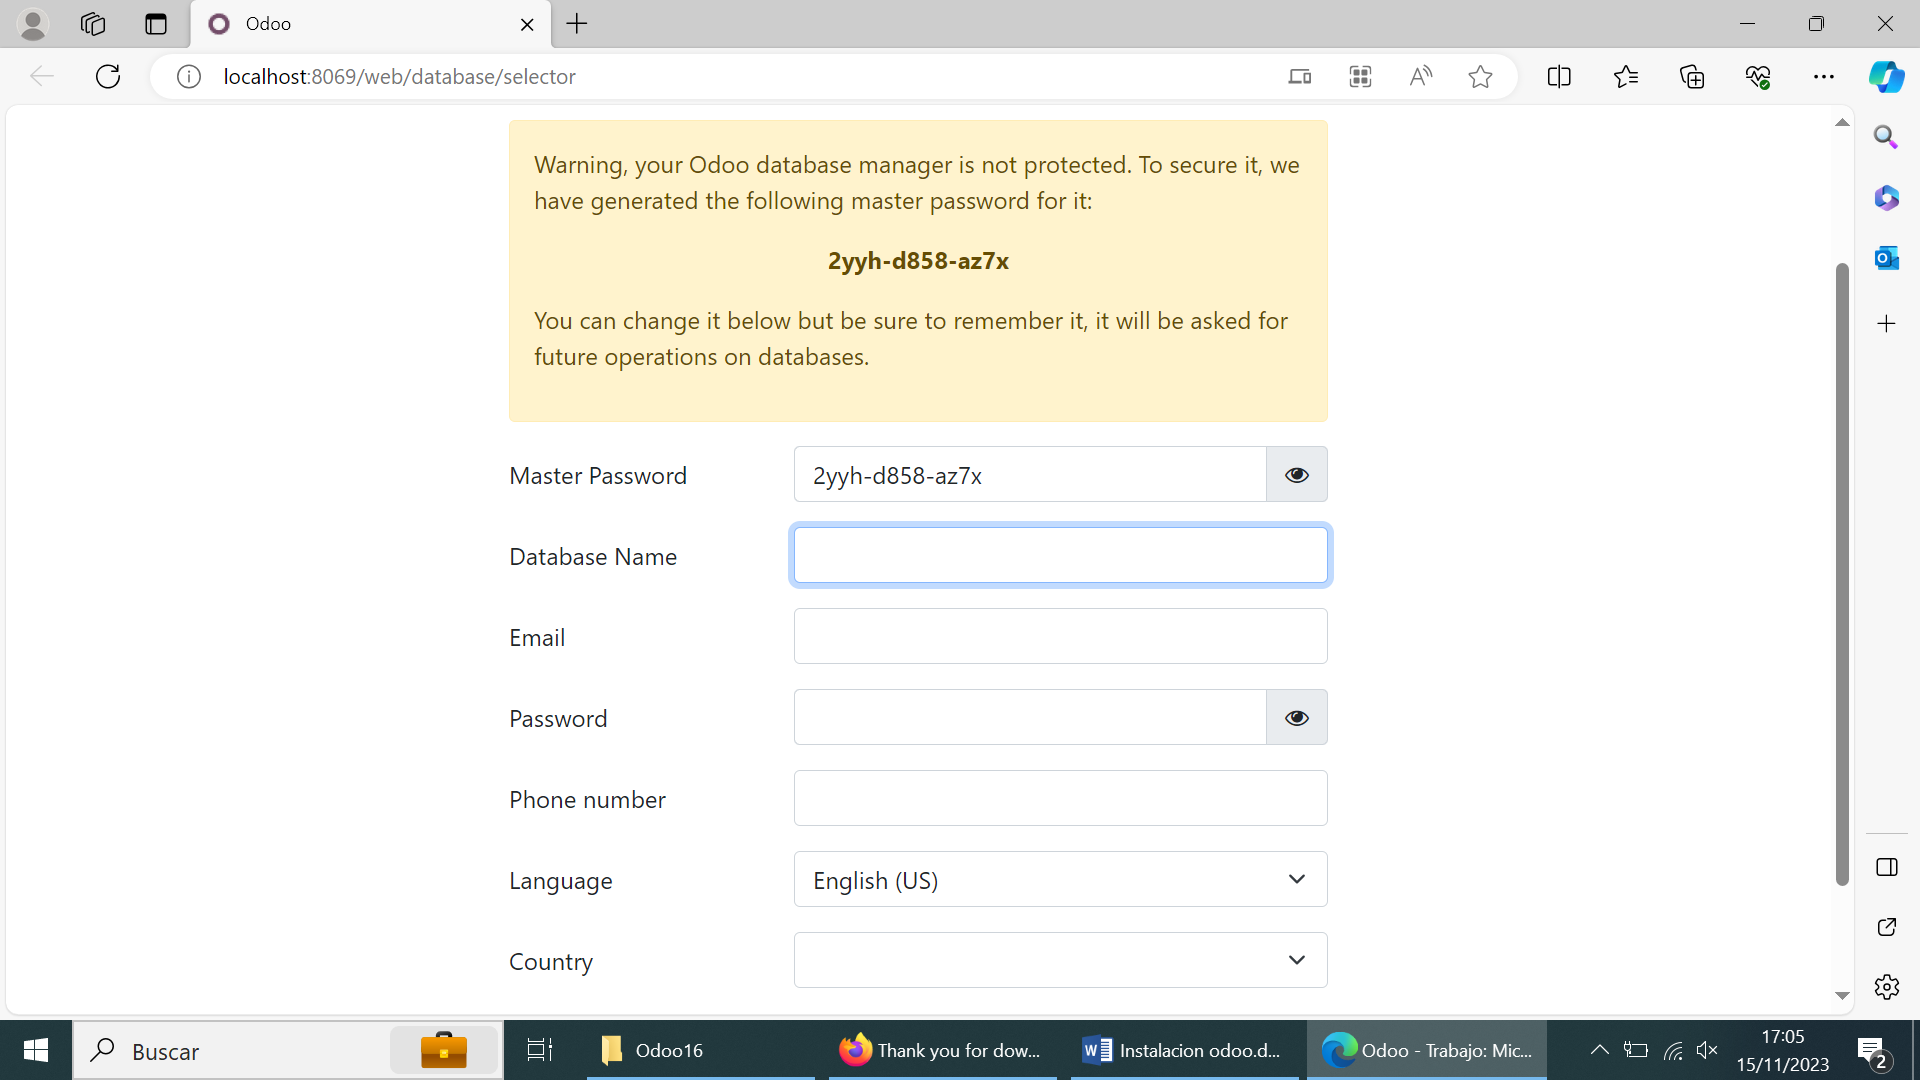 Odoo
localhost:8069/web/database/selector
Warning, your Odoo database manager is not protected. To secure it, we
have generated the following master password for it:
2yyh-d858-az7x
You can change it below but be sure to remember it, it will be asked for
future operations on databases.
Master Password
2yyh-d858-az7x
Database Name
Email
Password
Phone number
Language
English (US)
Country
Buscar
Odoo16
Thank you for dow...
Instalacion odoo.d...
Odoo - Trabajo: Mic...
17:05
15/11/2023
2